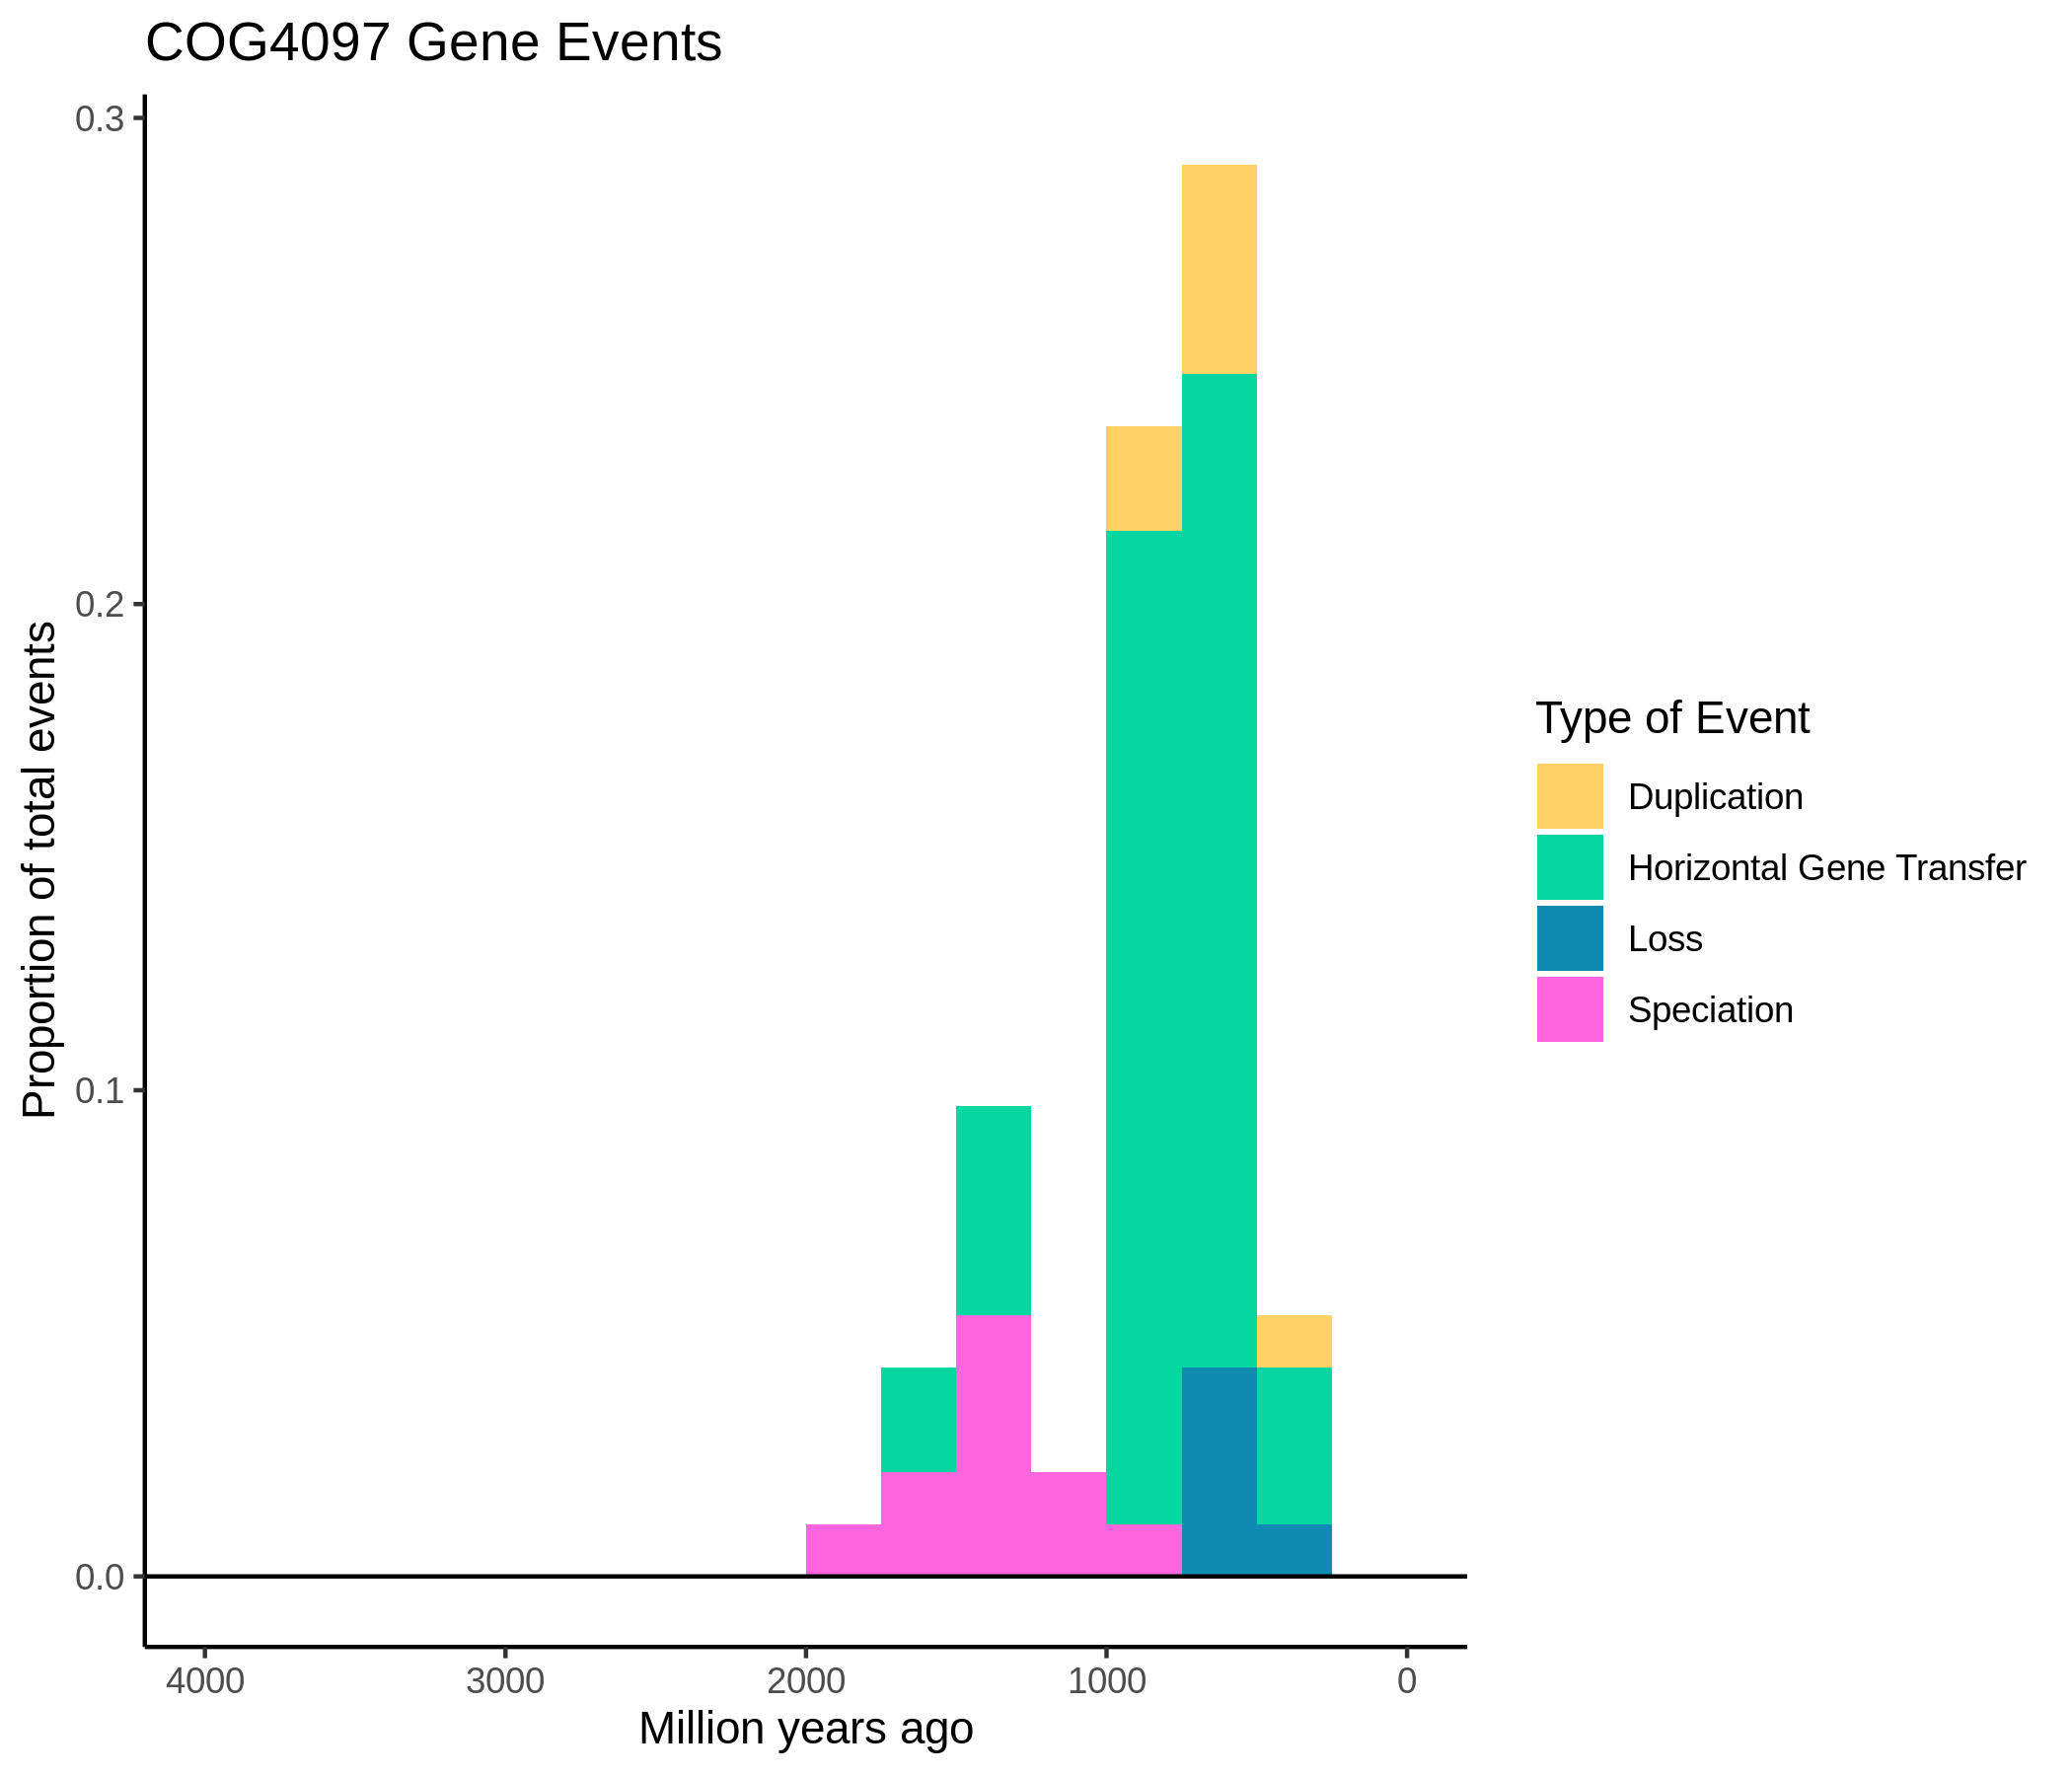 COG4097 Gene Events
0.3
0.2
0.1
0.0
Proportion of total events
4000 3000 2000 1000 0
Million years ago
Type of Event
Duplication
Horizontal Gene Transfer
Loss
Speciation